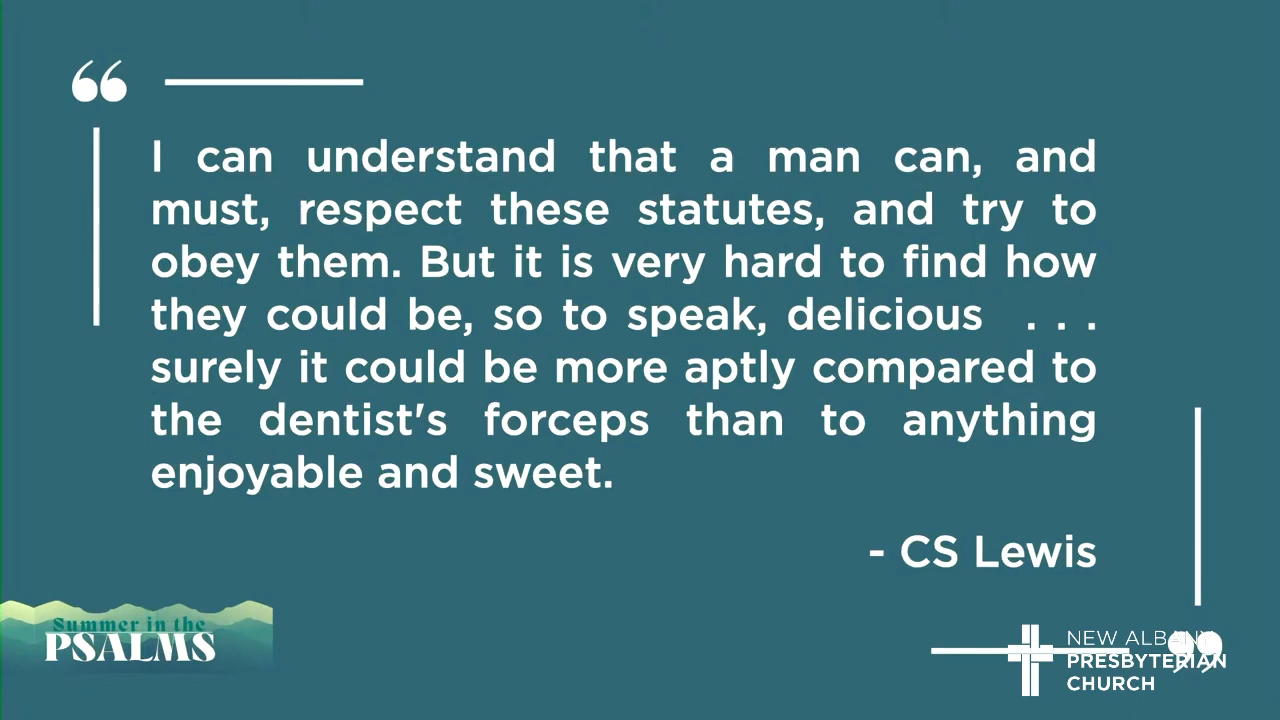 I can understand that a man can, and
must, respect these statutes, and try to
obey them. But it is very hard to find how
they could be, so to speak, delicious . . .
surely it could be more aptly compared to
the dentist's forceps than to anything
enjoyable and sweet.
- CS Lewis
Summer in the
PSALMS
NEW ALBANY
PRESBYTERIAN
CHURCH